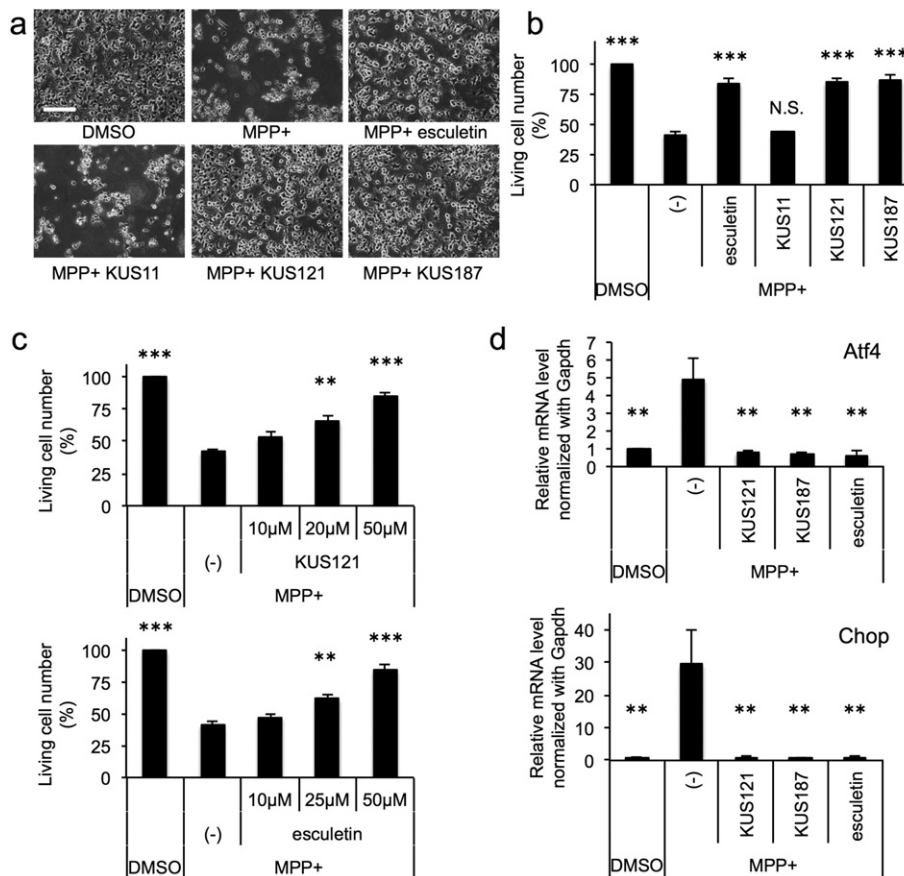 a
DMSO
MPP+
MPP+ esculetin
MPP+ KUS11
MPP+ KUS121
MPP+ KUS187
b
Living cell number
(%)
100
75
50
25
0
***
***
N.S.
***
***
(-)
esculetin
KUS11
KUS121
KUS187
DMSO
MPP+
c
Living cell number
(%)
100
75
50
25
0
***
**
***
10μM
20μM
50μM
(-)
KUS121
DMSO
MPP+
Living cell number
(%)
100
75
50
25
0
***
**
***
10μM
25μM
50μM
(-)
esculetin
DMSO
MPP+
d
Atf4
Relative mRNA level
normalized with Gapdh
7
6
5
4
3
2
1
0
**
**
**
**
(-)
KUS121
KUS187
esculetin
DMSO
MPP+
Chop
Relative mRNA level
normalized with Gapdh
40
30
20
10
0
**
**
**
**
(-)
KUS121
KUS187
esculetin
DMSO
MPP+